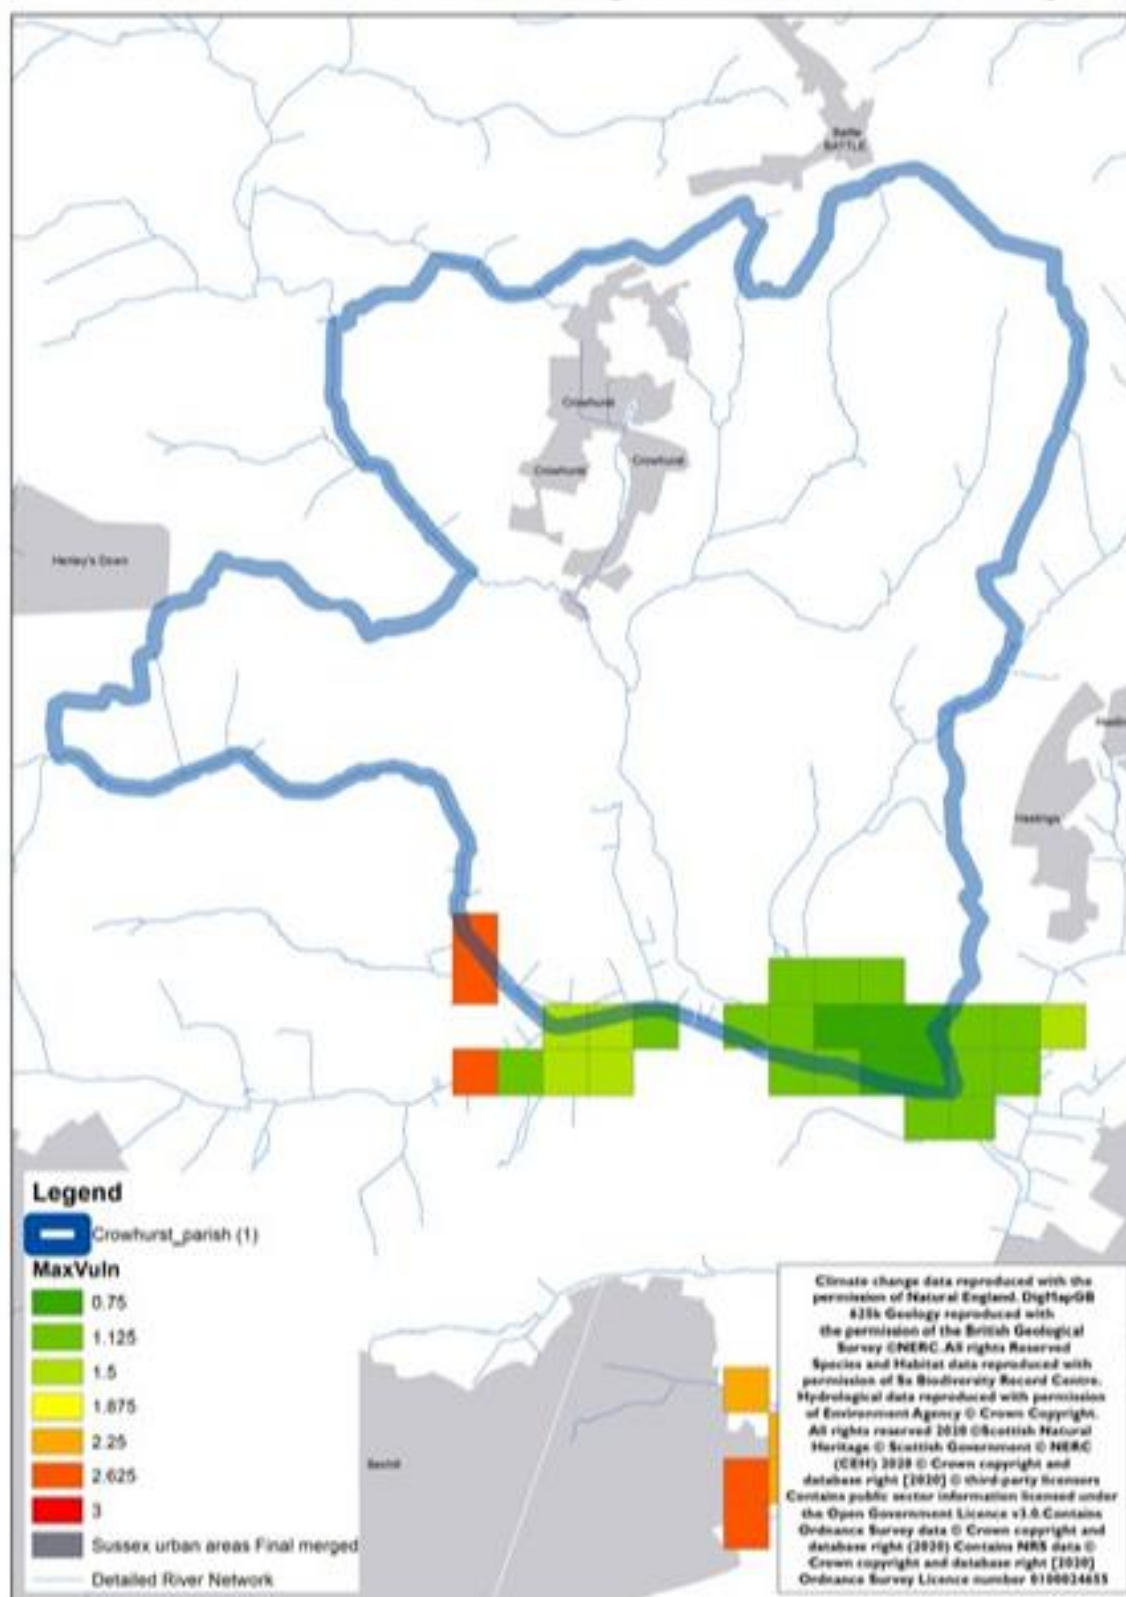 Battle
BATTLE
Crowhurst
Crowhurst
Crowhurst
Henley's Down
Hastings
Bexhill
Legend
Crowhurst_parish (1)
MaxVuln
0.75
1.125
1.5
1.875
2.25
2.625
3
Sussex urban areas Final merged
Detailed River Network
Climate change data reproduced with the
permission of Natural England. DigMapGB
625k Geology reproduced with
the permission of the British Geological
Survey ©NERC. All rights Reserved
Species and Habitat data reproduced with
permission of Sx Biodiversity Record Centre.
Hydrological data reproduced with permission
of Environment Agency © Crown Copyright.
All rights reserved 2020 ©Scottish Natural
Heritage © Scottish Government © NERC
(CEH) 2020 © Crown copyright and
database right [2020] © third-party licensors
Contains public sector information licensed under
the Open Government Licence v3.0. Contains
Ordnance Survey data © Crown copyright and
database right (2020) Contains NRS data ©
Crown copyright and database right [2020]
Ordnance Survey Licence number 0100024655